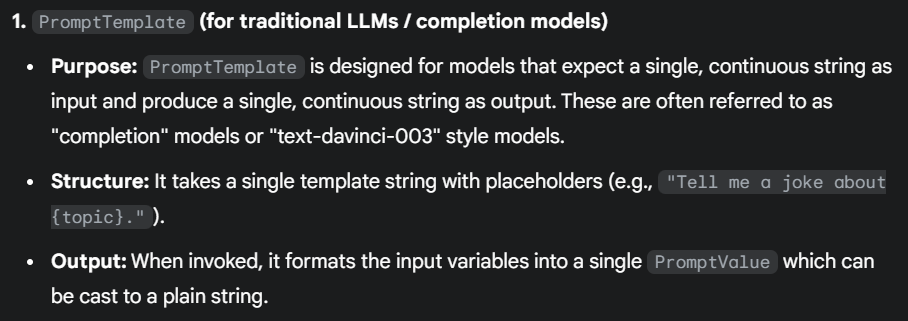 1. PromptTemplate (for traditional LLMs / completion models)
• Purpose: PromptTemplate is designed for models that expect a single, continuous string as
input and produce a single, continuous string as output. These are often referred to as
"completion" models or "text-davinci-003" style models.
• Structure: It takes a single template string with placeholders (e.g., "Tell me a joke about
{topic}." ).
• Output: When invoked, it formats the input variables into a single PromptValue which can
be cast to a plain string.